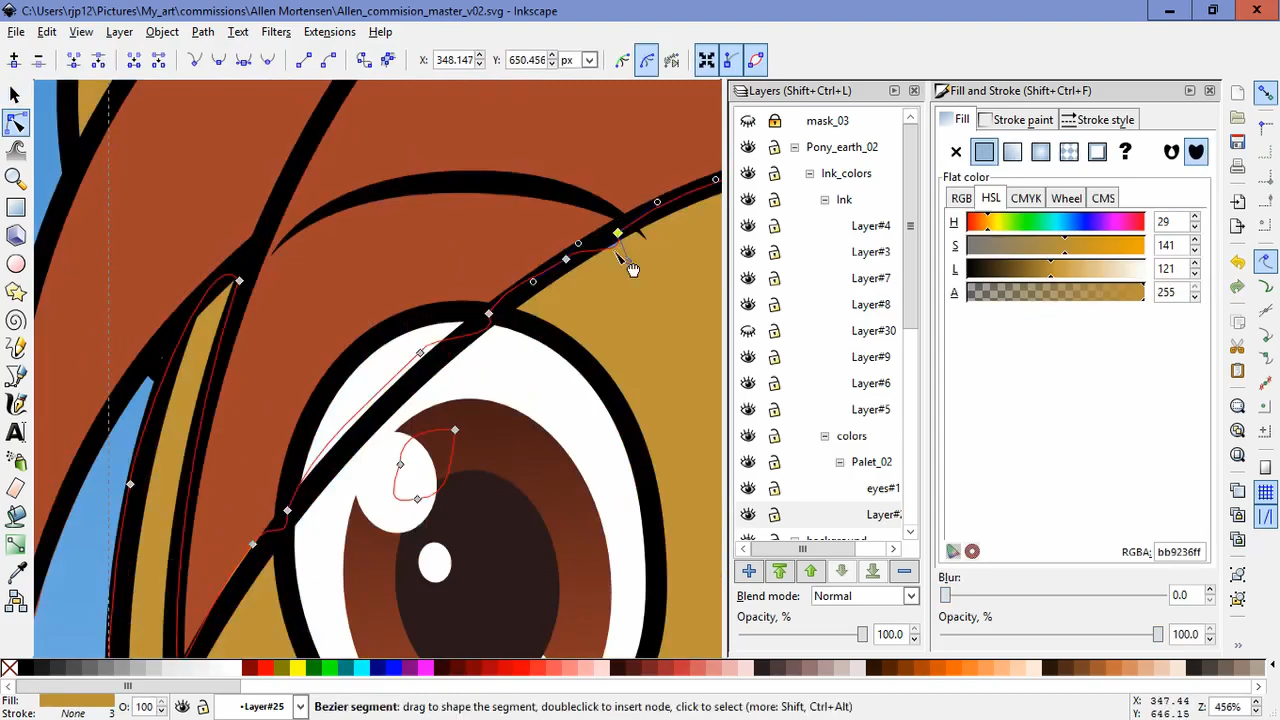 C:\Users\rjp12\Pictures\My_art\commissions\Allen Mortensen\Allen_commision_master_v02.svg - Inkscape
File Edit View Layer Object Path Filters Text Extensions Help
X: 348.147 Y: 650.456 px
Layers (Shift+Ctrl+L)
Fill and Stroke (Shift+Ctrl+F)
mask_03
Pony_earth_02
Ink_colors
Ink
Layer#4
Layer#3
Layer#7
Layer#8
Layer#30
Layer#9
Layer#6
Layer#5
colors
Palet_02
eyes#1
Layer#
Blend mode: Normal
Opacity, %
100.0
Fill Stroke paint Stroke style
?
Flat color
RGB HSL CMYK Wheel CMS
H 29
S 141
L 121
A 255
RGBA: bb9236ff
Blur:
0.0
Opacity, %
100.0
Fill:
Stroke: None 3
O: 100
•Layer#25
Bezier segment: drag to shape the segment, doubleclick to insert node, click to select (more: Shift, Ctrl+Alt)
X: 347.44
Y: 646.15
Z: 456%